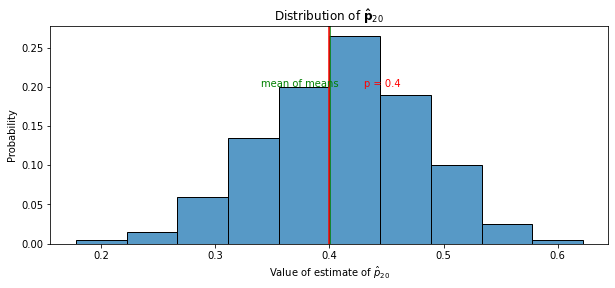 Distribution of p̂₂₀
Probability
0.25
0.20
0.15
0.10
0.05
0.00
mean of means
p = 0.4
0.2
0.3
0.4
0.5
0.6
Value of estimate of p̂₂₀